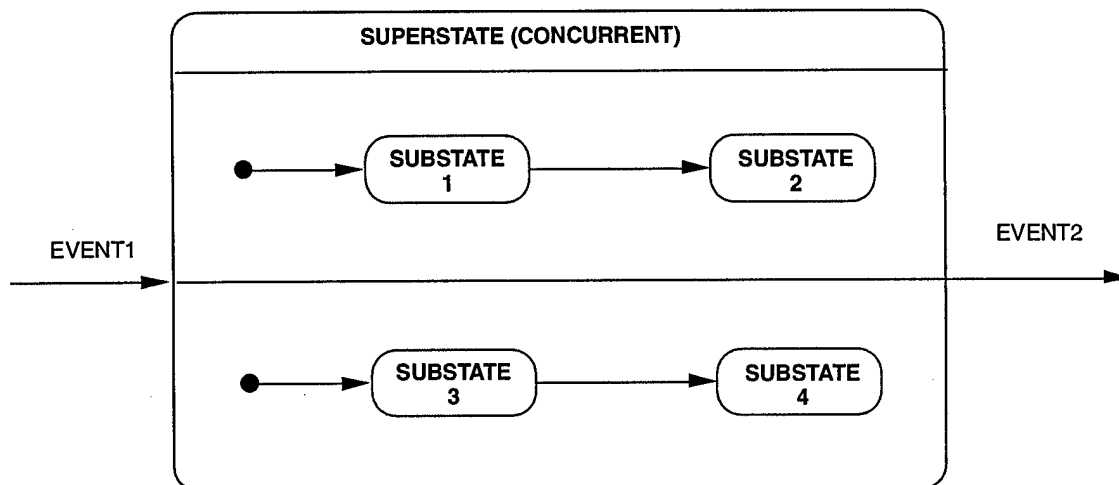 SUPERSTATE (CONCURRENT)
SUBSTATE
1
SUBSTATE
2
EVENT1
EVENT2
SUBSTATE
3
SUBSTATE
4